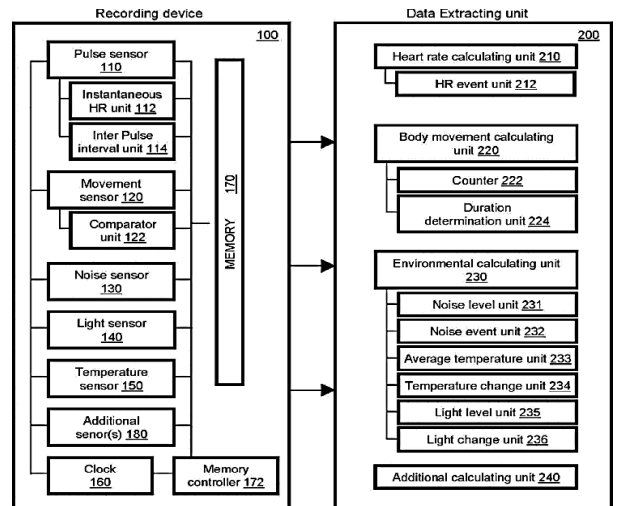 Recording device
100
Pulse sensor
110
Instantaneous
HR unit 112
Inter Pulse
interval unit 114
Movement
sensor 120
Comparator
unit 122
Noise sensor
130
Light sensor
140
Temperature
sensor 150
Additional
senor(s) 180
Clock
160
Memory
controller 172
MEMORY 170
Data Extracting unit
200
Heart rate calculating unit 210
HR event unit 212
Body movement calculating
unit 220
Counter 222
Duration
determination unit 224
Environmental calculating unit
230
Noise level unit 231
Noise event unit 232
Average temperature unit 233
Temperature change unit 234
Light level unit 235
Light change unit 236
Additional calculating unit 240